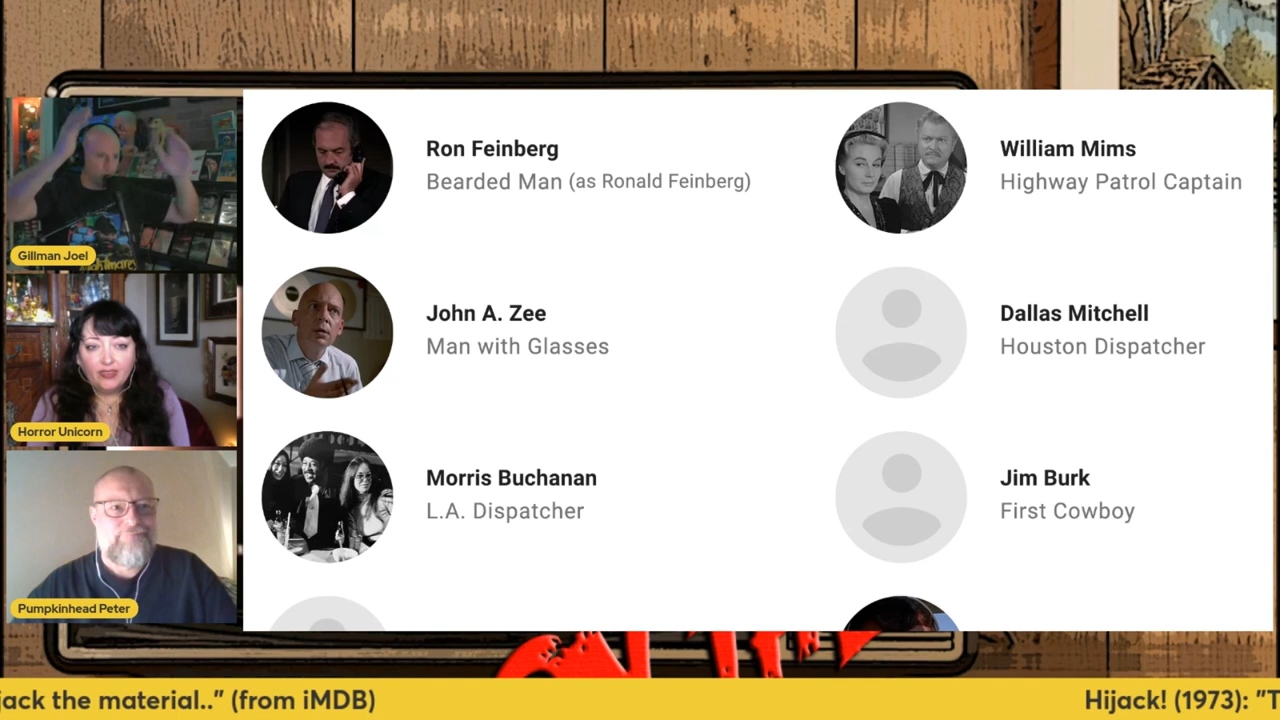 Gillman Joel
Horror Unicorn
Pumpkinhead Peter
Ron Feinberg
Bearded Man (as Ronald Feinberg)
William Mims
Highway Patrol Captain
John A. Zee
Man with Glasses
Dallas Mitchell
Houston Dispatcher
Morris Buchanan
L.A. Dispatcher
Jim Burk
First Cowboy
jack the material.." (from iMDB)
Hijack! (1973): "T